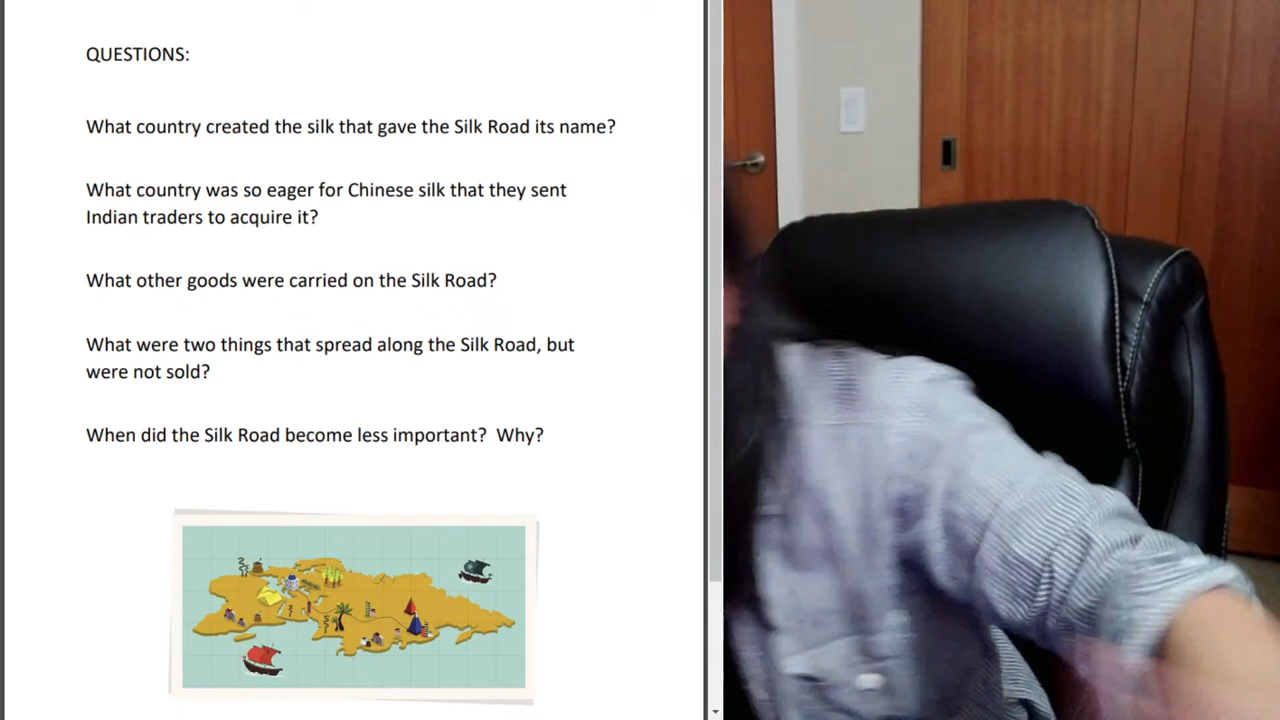 QUESTIONS:
What country created the silk that gave the Silk Road its name?
What country was so eager for Chinese silk that they sent
Indian traders to acquire it?
What other goods were carried on the Silk Road?
What were two things that spread along the Silk Road, but
were not sold?
When did the Silk Road become less important?  Why?